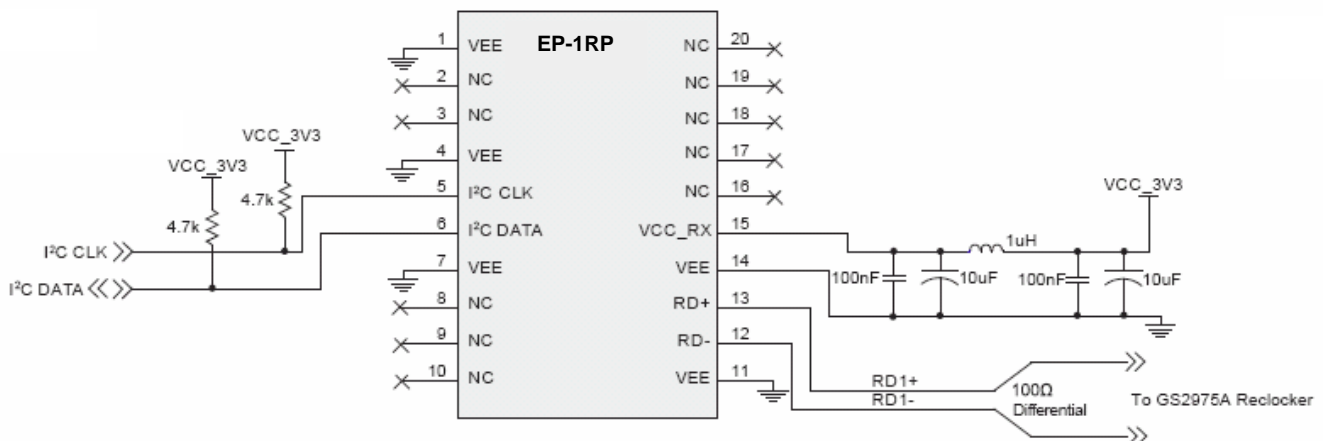 EP-1RP
1 VEE
2 NC
3 NC
4 VEE
5 I²C CLK
6 I²C DATA
7 VEE
8 NC
9 NC
10 NC
NC 20
NC 19
NC 18
NC 17
NC 16
VCC_RX 15
VEE 14
RD+ 13
RD- 12
VEE 11
VCC_3V3
VCC_3V3
4.7k
4.7k
I²C CLK
I²C DATA
VCC_3V3
1uH
100nF
10uF
100nF
10uF
RD1+
RD1-
100Ω
Differential
To GS2975A Reclocker